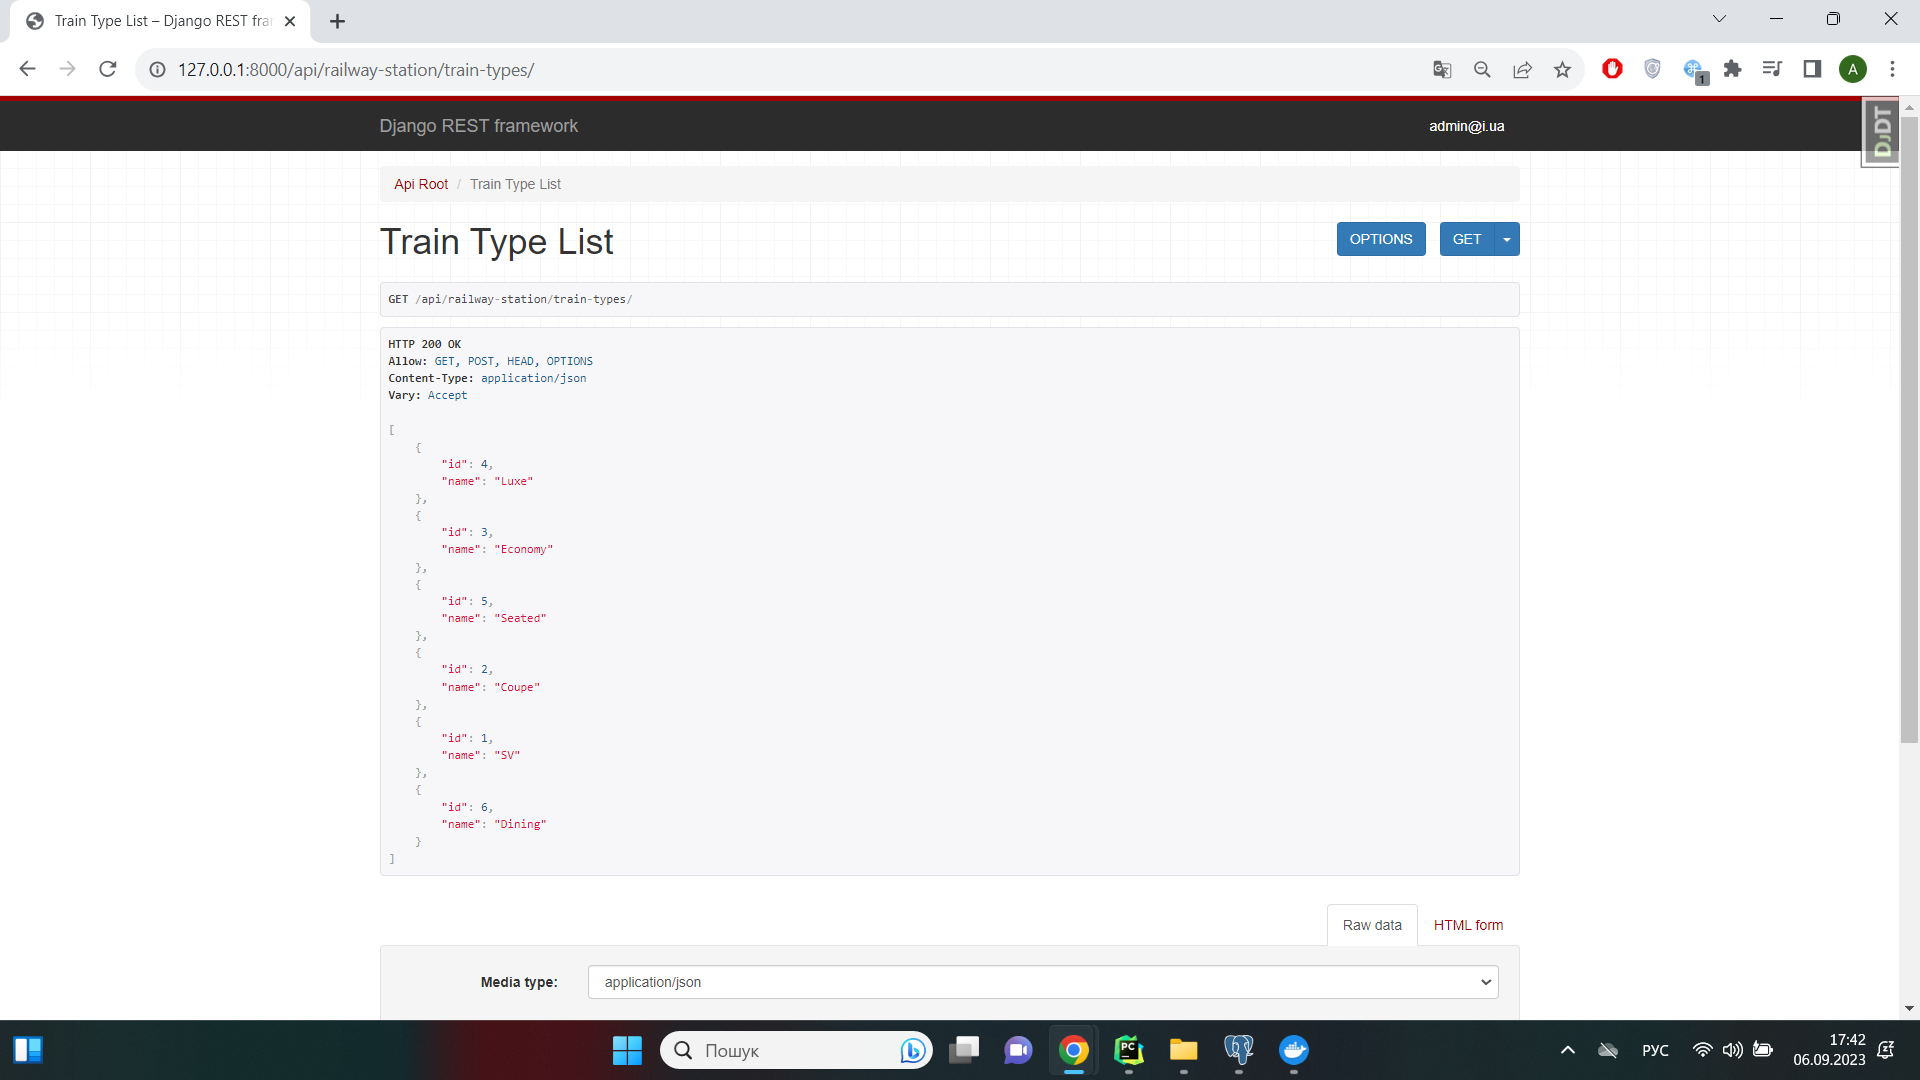 Train Type List – Django REST fra
127.0.0.1:8000/api/railway-station/train-types/
1
A
Django REST framework
admin@i.ua
DJDT
Api Root / Train Type List
Train Type List
OPTIONS
GET
GET /api/railway-station/train-types/
HTTP 200 OK
Allow: GET, POST, HEAD, OPTIONS
Content-Type: application/json
Vary: Accept
[
    {
        "id": 4,
        "name": "Luxe"
    },
    {
        "id": 3,
        "name": "Economy"
    },
    {
        "id": 5,
        "name": "Seated"
    },
    {
        "id": 2,
        "name": "Coupe"
    },
    {
        "id": 1,
        "name": "SV"
    },
    {
        "id": 6,
        "name": "Dining"
    }
]
Raw data
HTML form
Media type:
application/json
Пошук
PC
РУС
17:42
06.09.2023